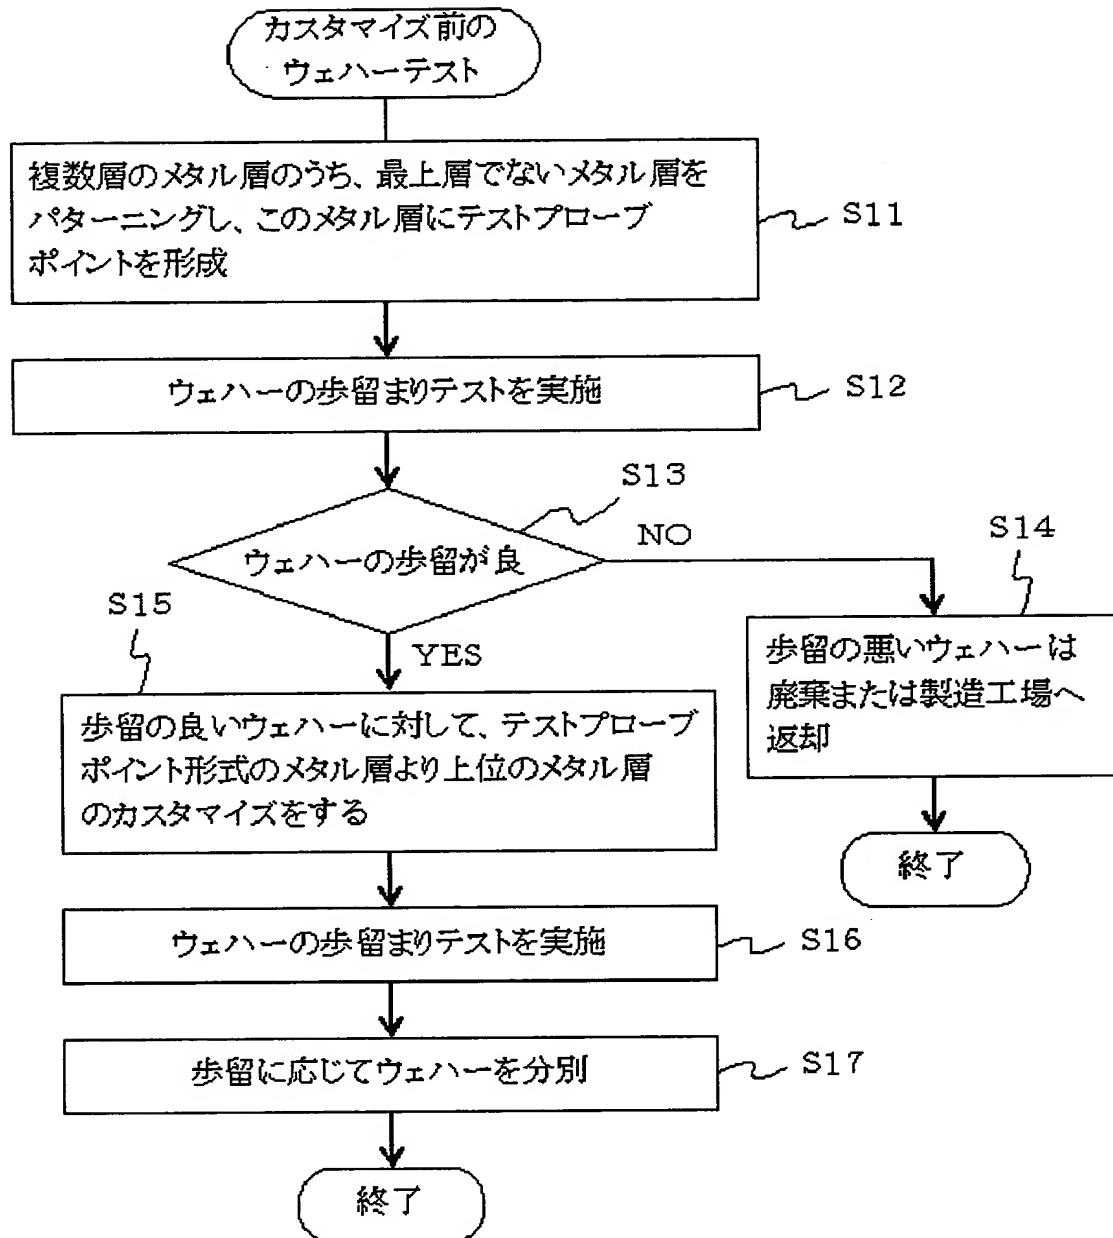 カスタマイズ前の
ウェハーテスト
複数層のメタル層のうち、最上層でないメタル層を
パターニングし、このメタル層にテストプローブ
ポイントを形成
S11
ウェハーの歩留まりテストを実施
S12
S13
ウェハーの歩留が良
NO
S14
歩留の悪いウェハーは
廃棄または製造工場へ
返却
終了
YES
S15
歩留の良いウェハーに対して、テストプローブ
ポイント形式のメタル層より上位のメタル層
のカスタマイズをする
ウェハーの歩留まりテストを実施
S16
歩留に応じてウェハーを分別
S17
終了